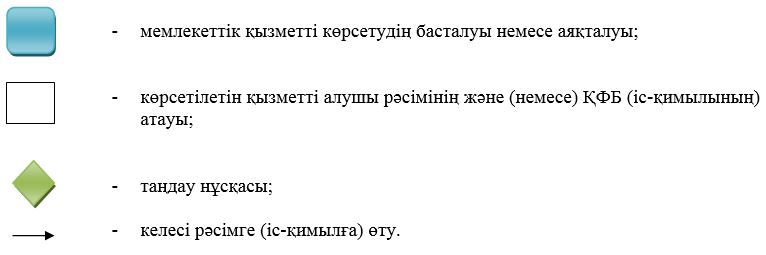 - мемлекеттік қызметті көрсетудің басталуы немесе аяқталуы;
- көрсетілетін қызметті алушы рәсімінің және (немесе) ҚФБ (іс-қимылының)
атауы;
- таңдау нұсқасы;
- келесі рәсімге (іс-қимылға) өту.